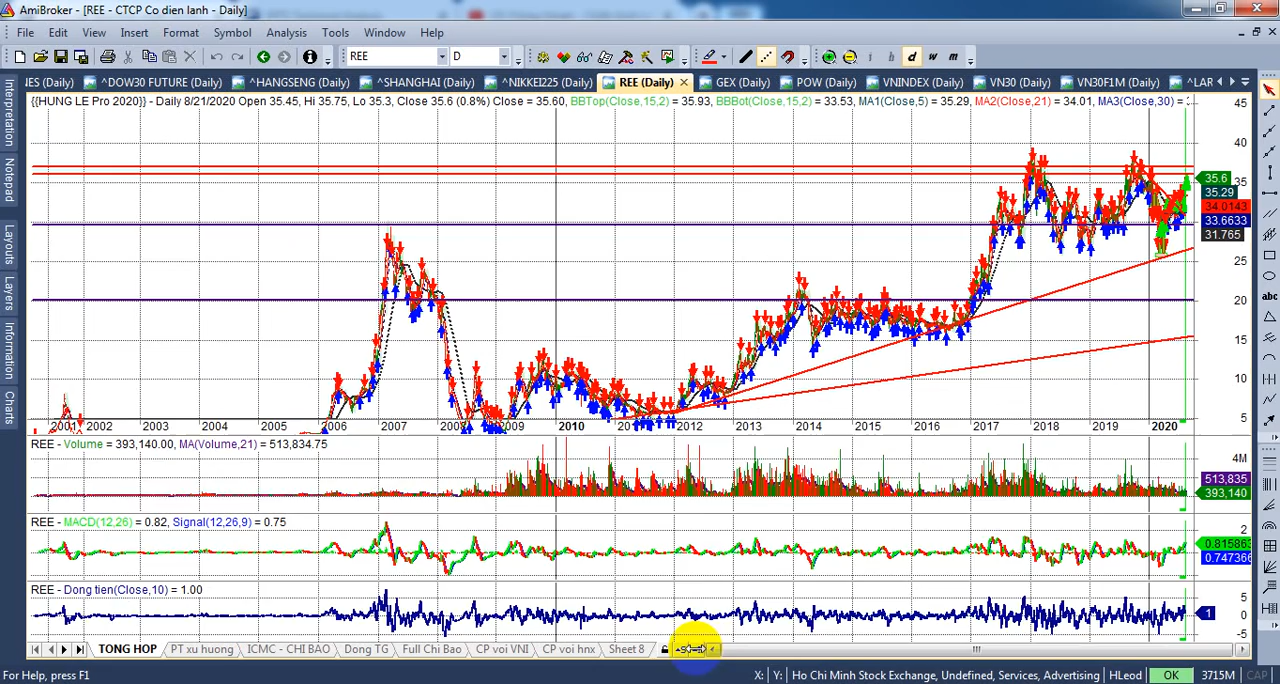 AmiBroker - [REE - CTCP Co dien lanh - Daily]
File Edit View Insert Format Symbol Analysis Tools Window Help
REE D d w m
IES (Daily) ^DOW30 FUTURE (Daily) ^HANGSENG (Daily) ^SHANGHAI (Daily) ^NIKKEI225 (Daily) REE (Daily) GEX (Daily) POW (Daily) VNINDEX (Daily) VN30 (Daily) VN30F1M (Daily) ^LAR
{{HUNG LE Pro 2020}} - Daily 8/21/2020 Open 35.45, Hi 35.75, Lo 35.3, Close 35.6 (0.8%) Close = 35.60, BBTop(Close,15,2) = 35.93, BBBot(Close,15,2) = 33.53, MA1(Close,5) = 35.29, MA2(Close,21) = 34.01, MA3(Close,30) =
Interpretation
Notepad
Layouts
Layers
Information
Charts
abc
45
40
35.6
35
35.29
34.0143
33.6633
31.765
25
20
15
10
5
2002 2003 2004 2005 2006 2007 2008 2009 2010 2011 2012 2013 2014 2015 2016 2017 2018 2019 2020
REE - Volume = 393,140.00, MA(Volume,21) = 513,834.75
4M
513,835
393,140
REE - MACD(12,26) = 0.82, Signal(12,26,9) = 0.75
2
0.815863
0.747366
REE - Dong tien(Close,10) = 1.00
5
0
1
-5
TONG HOP PT xu huong ICMC - CHI BAO Dong TG Full Chi Bao CP voi VNI CP voi hnx Sheet 8
For Help, press F1 X: Y: Ho Chi Minh Stock Exchange, Undefined, Services, Advertising HLeod OK 3715M CAP